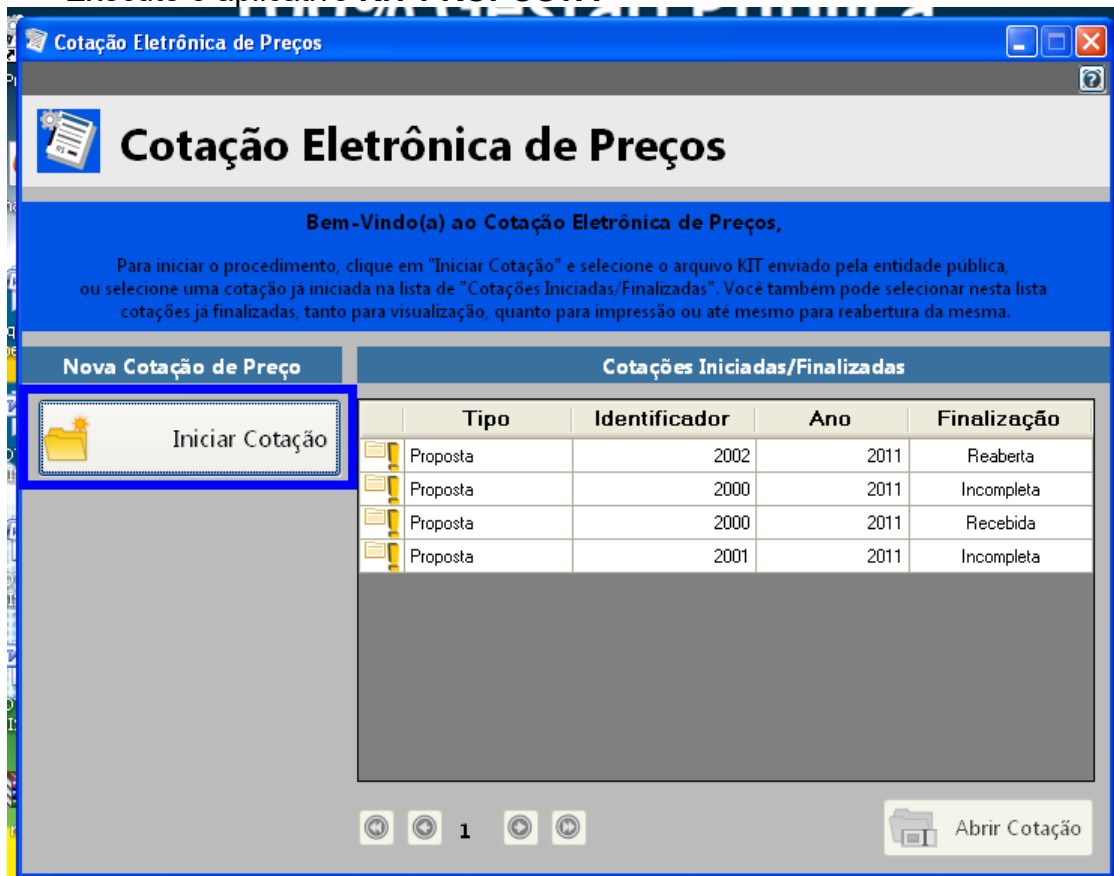 Execute o aplicativo KIT PROPOSTA
Cotação Eletrônica de Preços
Cotação Eletrônica de Preços
Bem-Vindo(a) ao Cotação Eletrônica de Preços,
Para iniciar o procedimento, clique em "Iniciar Cotação" e selecione o arquivo KIT enviado pela entidade pública,
ou selecione uma cotação já iniciada na lista de "Cotações Iniciadas/Finalizadas". Você também pode selecionar nesta lista
cotações já finalizadas, tanto para visualização, quanto para impressão ou até mesmo para reabertura da mesma.
Nova Cotação de Preço
Cotações Iniciadas/Finalizadas
Iniciar Cotação
Tipo Identificador Ano Finalização
Proposta 2002 2011 Reaberta
Proposta 2000 2011 Incompleta
Proposta 2000 2011 Recebida
Proposta 2001 2011 Incompleta
1
Abrir Cotação